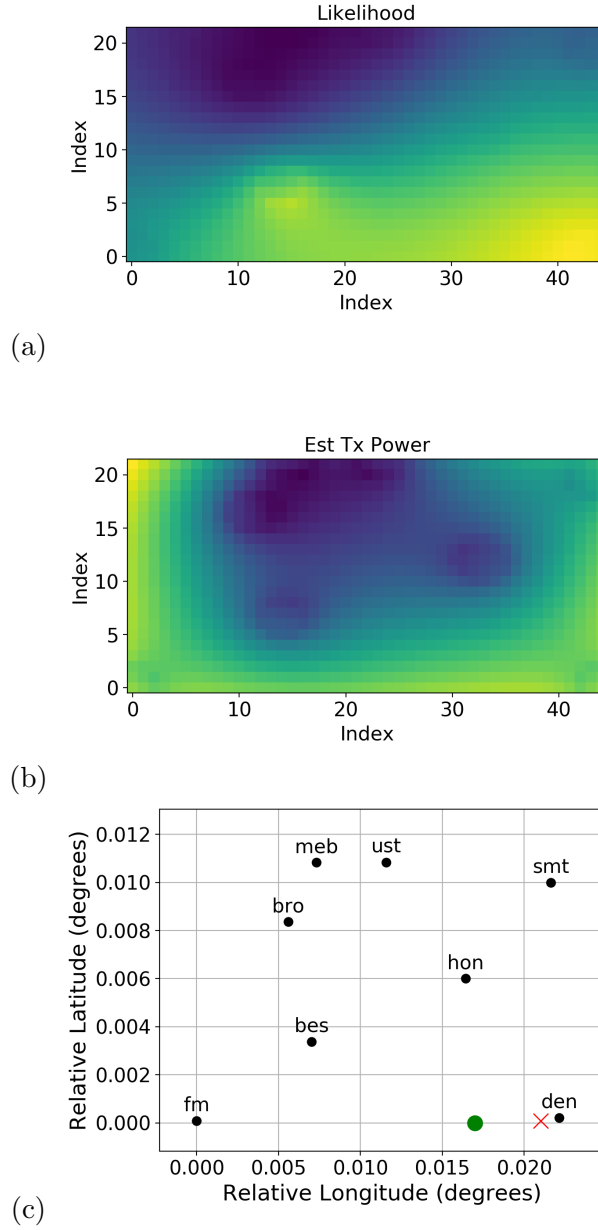 Likelihood
20
15
10
5
0
Index
0 10 20 30 40
Index
(a)
Est Tx Power
20
15
10
5
0
Index
0 10 20 30 40
Index
(b)
0.012
0.010
0.008
0.006
0.004
0.002
0.000
Relative Latitude (degrees)
meb ust
smt
bro
hon
bes
fm
den
0.000 0.005 0.010 0.015 0.020
Relative Longitude (degrees)
(c)